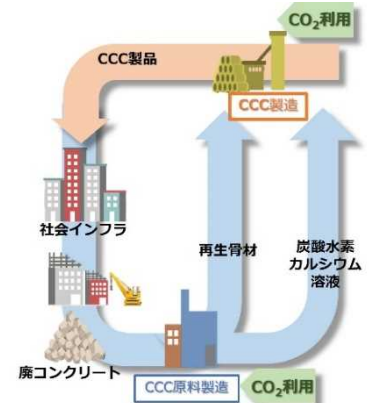 CO₂利用
CCC製品
CCC製造
社会インフラ
再生骨材
炭酸水素
カルシウム
溶液
廃コンクリート
CCC原料製造
CO₂利用